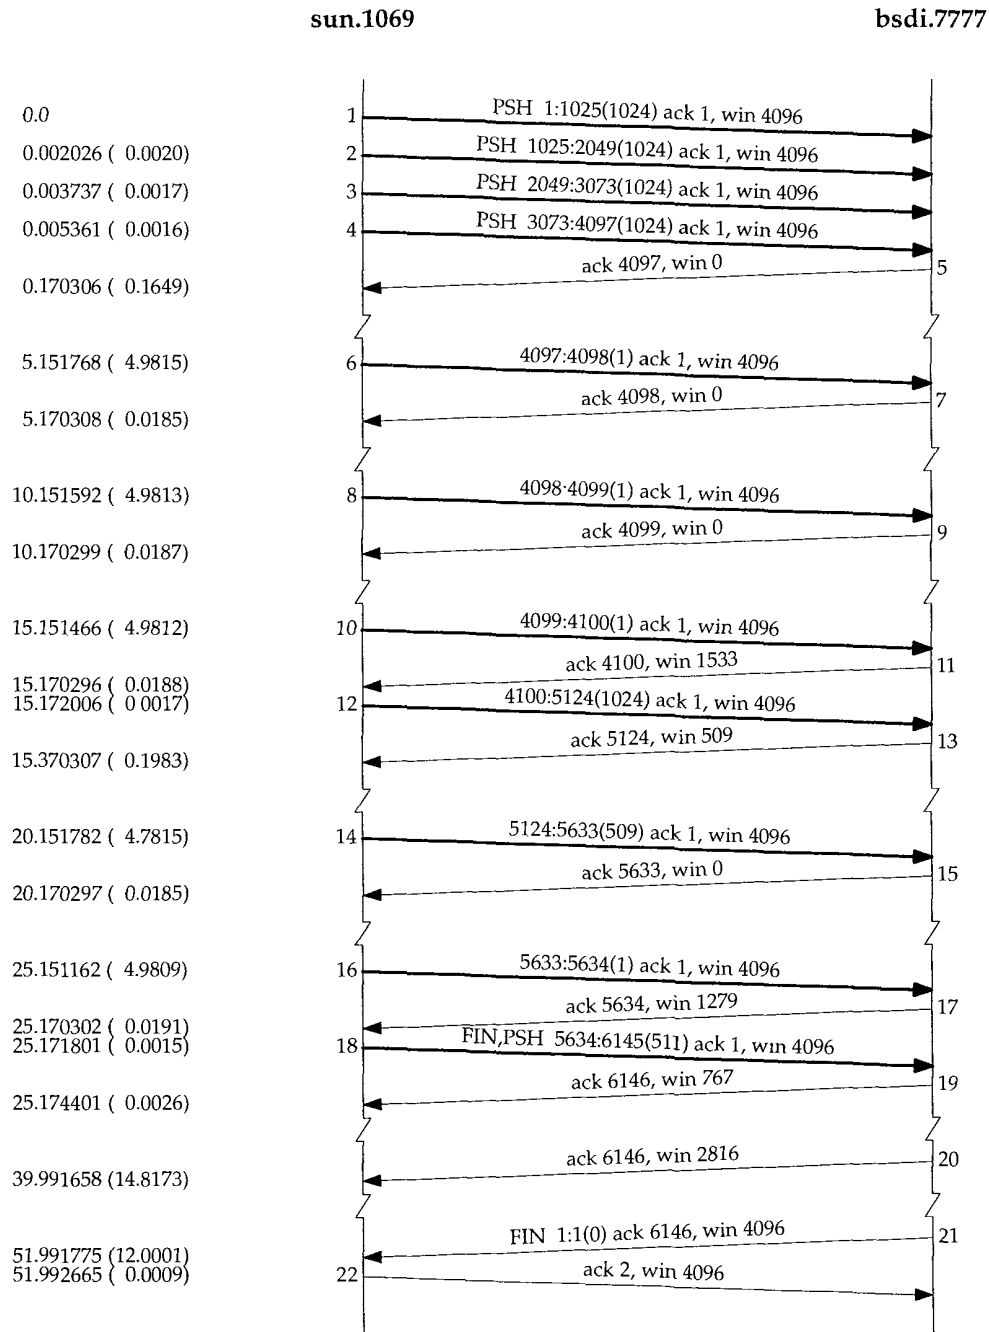 sun.1069 bsdi.7777
0.0 1 PSH 1:1025(1024) ack 1, win 4096
0.002026 ( 0.0020) 2 PSH 1025:2049(1024) ack 1, win 4096
0.003737 ( 0.0017) 3 PSH 2049:3073(1024) ack 1, win 4096
0.005361 ( 0.0016) 4 PSH 3073:4097(1024) ack 1, win 4096
0.170306 ( 0.1649) ack 4097, win 0 5
5.151768 ( 4.9815) 6 4097:4098(1) ack 1, win 4096
5.170308 ( 0.0185) ack 4098, win 0 7
10.151592 ( 4.9813) 8 4098:4099(1) ack 1, win 4096
10.170299 ( 0.0187) ack 4099, win 0 9
15.151466 ( 4.9812) 10 4099:4100(1) ack 1, win 4096
15.170296 ( 0.0188) ack 4100, win 1533 11
15.172006 ( 0.0017) 12 4100:5124(1024) ack 1, win 4096
15.370307 ( 0.1983) ack 5124, win 509 13
20.151782 ( 4.7815) 14 5124:5633(509) ack 1, win 4096
20.170297 ( 0.0185) ack 5633, win 0 15
25.151162 ( 4.9809) 16 5633:5634(1) ack 1, win 4096
25.170302 ( 0.0191) ack 5634, win 1279 17
25.171801 ( 0.0015) 18 FIN,PSH 5634:6145(511) ack 1, win 4096
25.174401 ( 0.0026) ack 6146, win 767 19
39.991658 (14.8173) ack 6146, win 2816 20
51.991775 (12.0001) FIN 1:1(0) ack 6146, win 4096 21
51.992665 ( 0.0009) 22 ack 2, win 4096